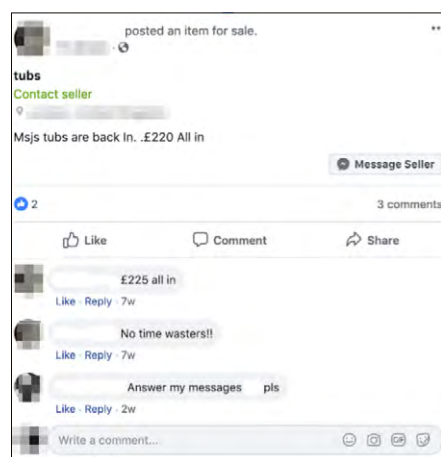 posted an item for sale.
tubs
Contact seller
Msjs tubs are back In. .£220 All in
Message Seller
2
3 comments
Like Comment Share
£225 all in
Like · Reply · 7w
No time wasters!!
Like · Reply · 7w
Answer my messages pls
Like · Reply · 2w
Write a comment...
GIF